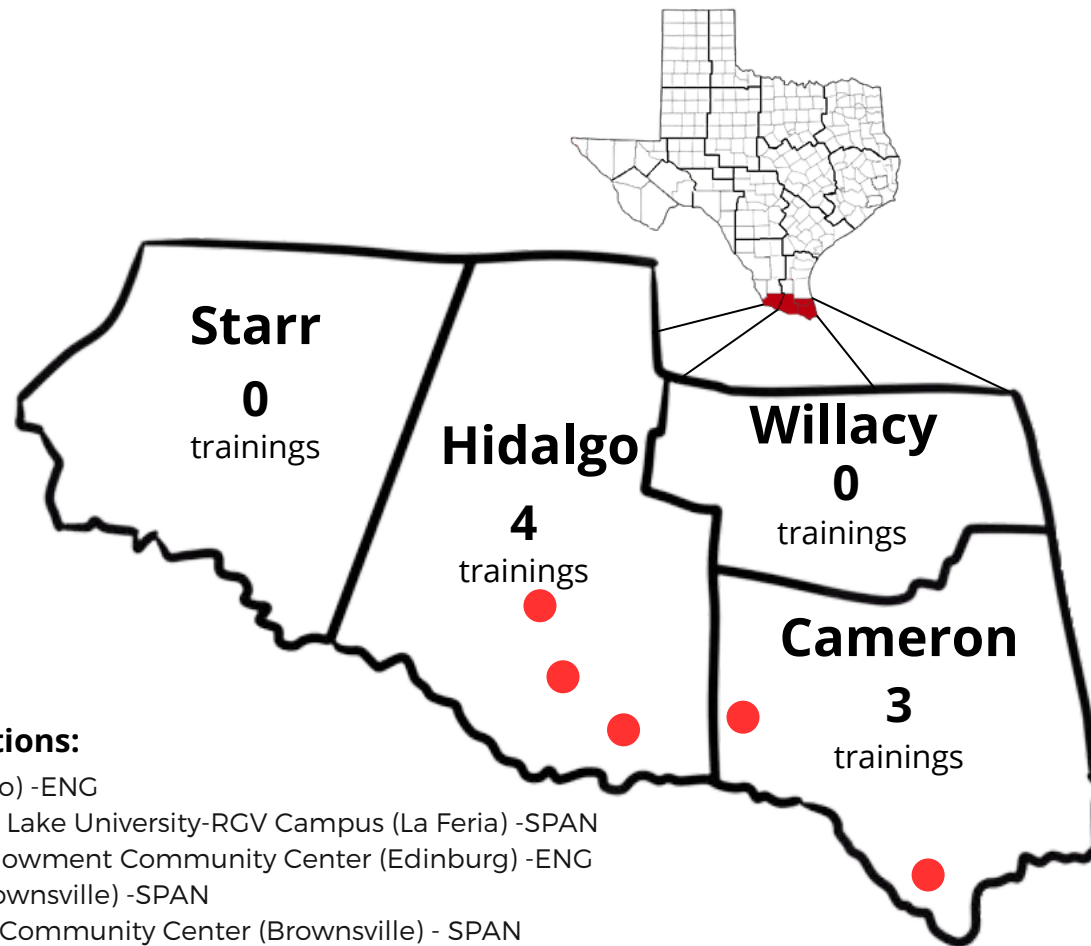 Starr
0
trainings
Hidalgo
4
trainings
Willacy
0
trainings
Cameron
3
trainings
tions:
o) -ENG
Lake University-RGV Campus (La Feria) -SPAN
owment Community Center (Edinburg) -ENG
ownsville) -SPAN
Community Center (Brownsville) - SPAN